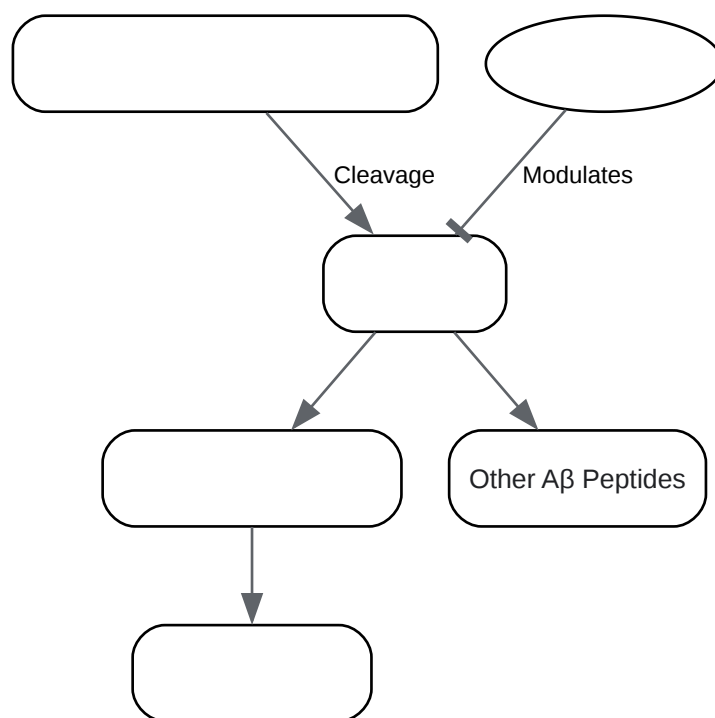 Cleavage
Modulates
Other Aβ Peptides